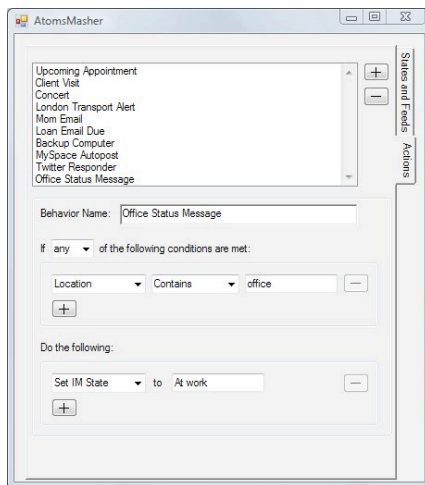 AtomsMasher
Upcoming Appointment
Client Visit
Concert
London Transport Alert
Mom Email
Loan Email Due
Backup Computer
MySpace Autopost
Twitter Responder
Office Status Message
States and Feeds
Actions
Behavior Name: Office Status Message
If any of the following conditions are met:
Location Contains office
Do the following:
Set IM State to At work